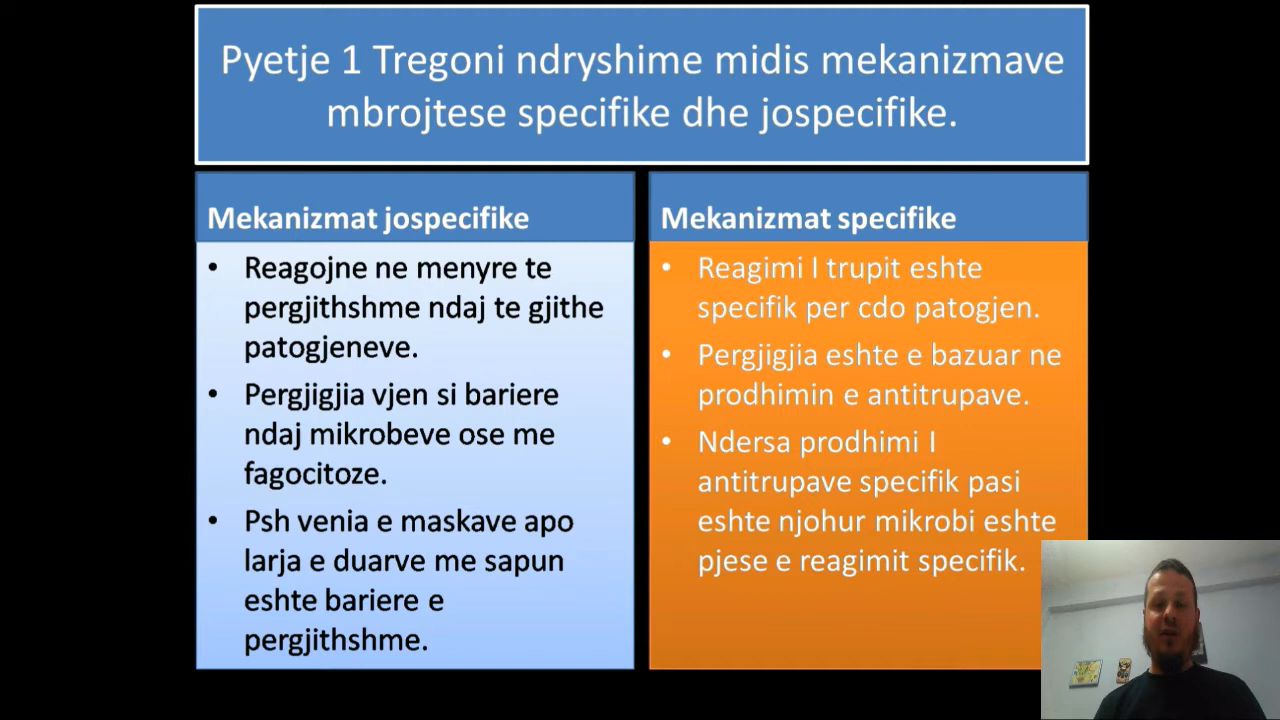 Pyetje 1 Tregoni ndryshime midis mekanizmave
mbrojtese specifike dhe jospecifike.
Mekanizmat jospecifike
• Reagojne ne menyre te
pergjithshme ndaj te gjithe
patogjeneve.
• Pergjigjia vjen si bariere
ndaj mikrobeve ose me
fagocitoze.
• Psh venia e maskave apo
larja e duarve me sapun
eshte bariere e
pergjithshme.
Mekanizmat specifike
• Reagimi I trupit eshte
specifik per cdo patogjen.
• Pergjigjia eshte e bazuar ne
prodhimin e antitrupave.
• Ndersa prodhimi I
antitrupave specifik pasi
eshte njohur mikrobi eshte
pjese e reagimit specifik.